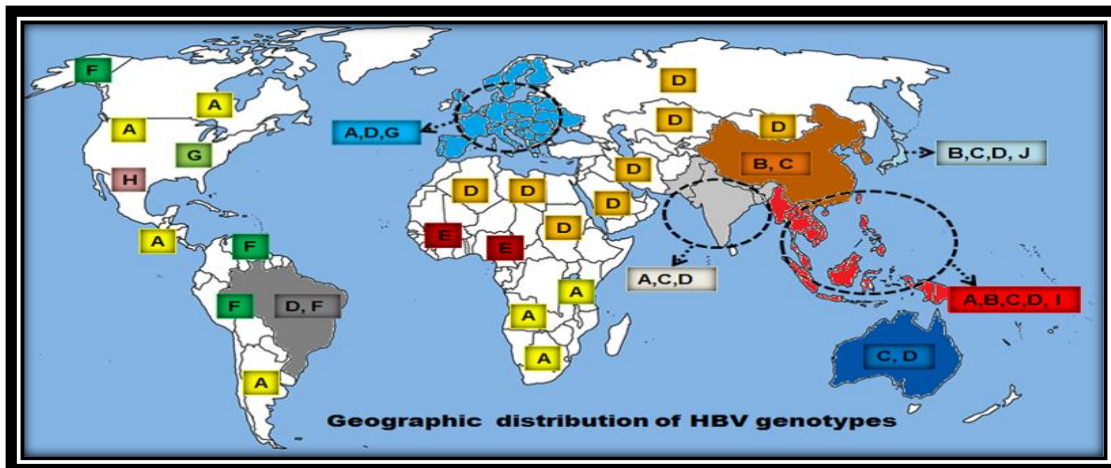 F
A
A
G
H
A
F
F
D, F
A
A,D,G
D
D
D
D
D
D
D
D
E
E
A
A
A
B, C
B,C,D, J
A,C,D
A,B,C,D, I
C, D
Geographic distribution of HBV genotypes